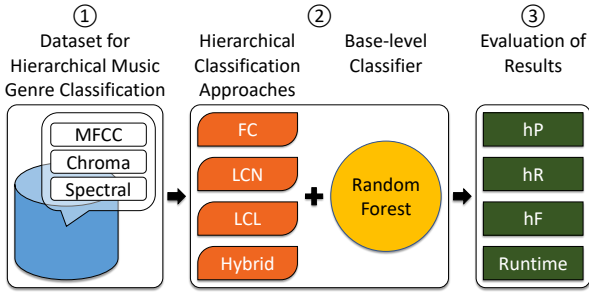 ①
Dataset for
Hierarchical Music
Genre Classification
MFCC
Chroma
Spectral
②
Hierarchical
Classification
Approaches
Base-level
Classifier
FC
LCN
LCL
Hybrid
+
Random
Forest
③
Evaluation of
Results
hP
hR
hF
Runtime